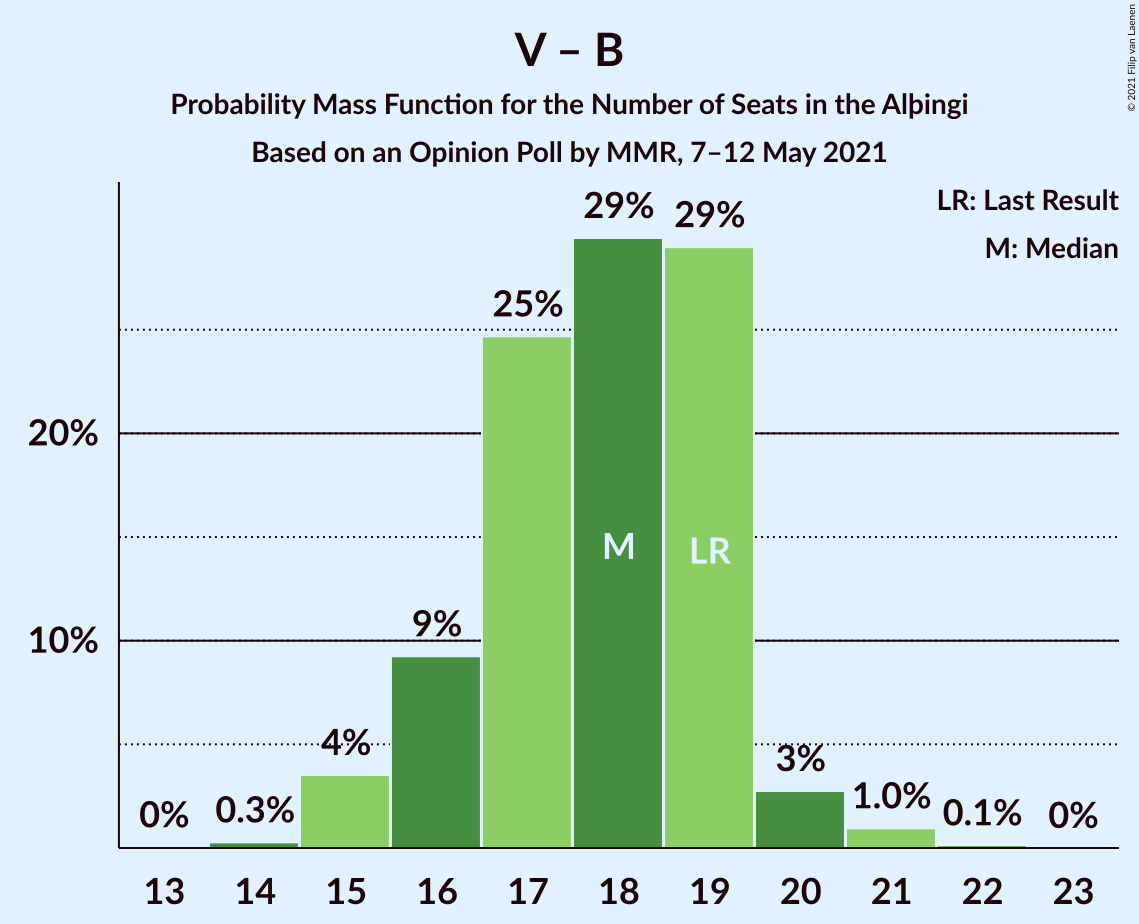 V – B
Probability Mass Function for the Number of Seats in the Alþingi
Based on an Opinion Poll by MMR, 7–12 May 2021
© 2021 Filip van Laenen
LR: Last Result
M: Median
29%
29%
25%
20%
M
LR
9%
10%
4%
3%
0%
0.3%
1.0%
0.1%
0%
13 14 15 16 17 18 19 20 21 22 23